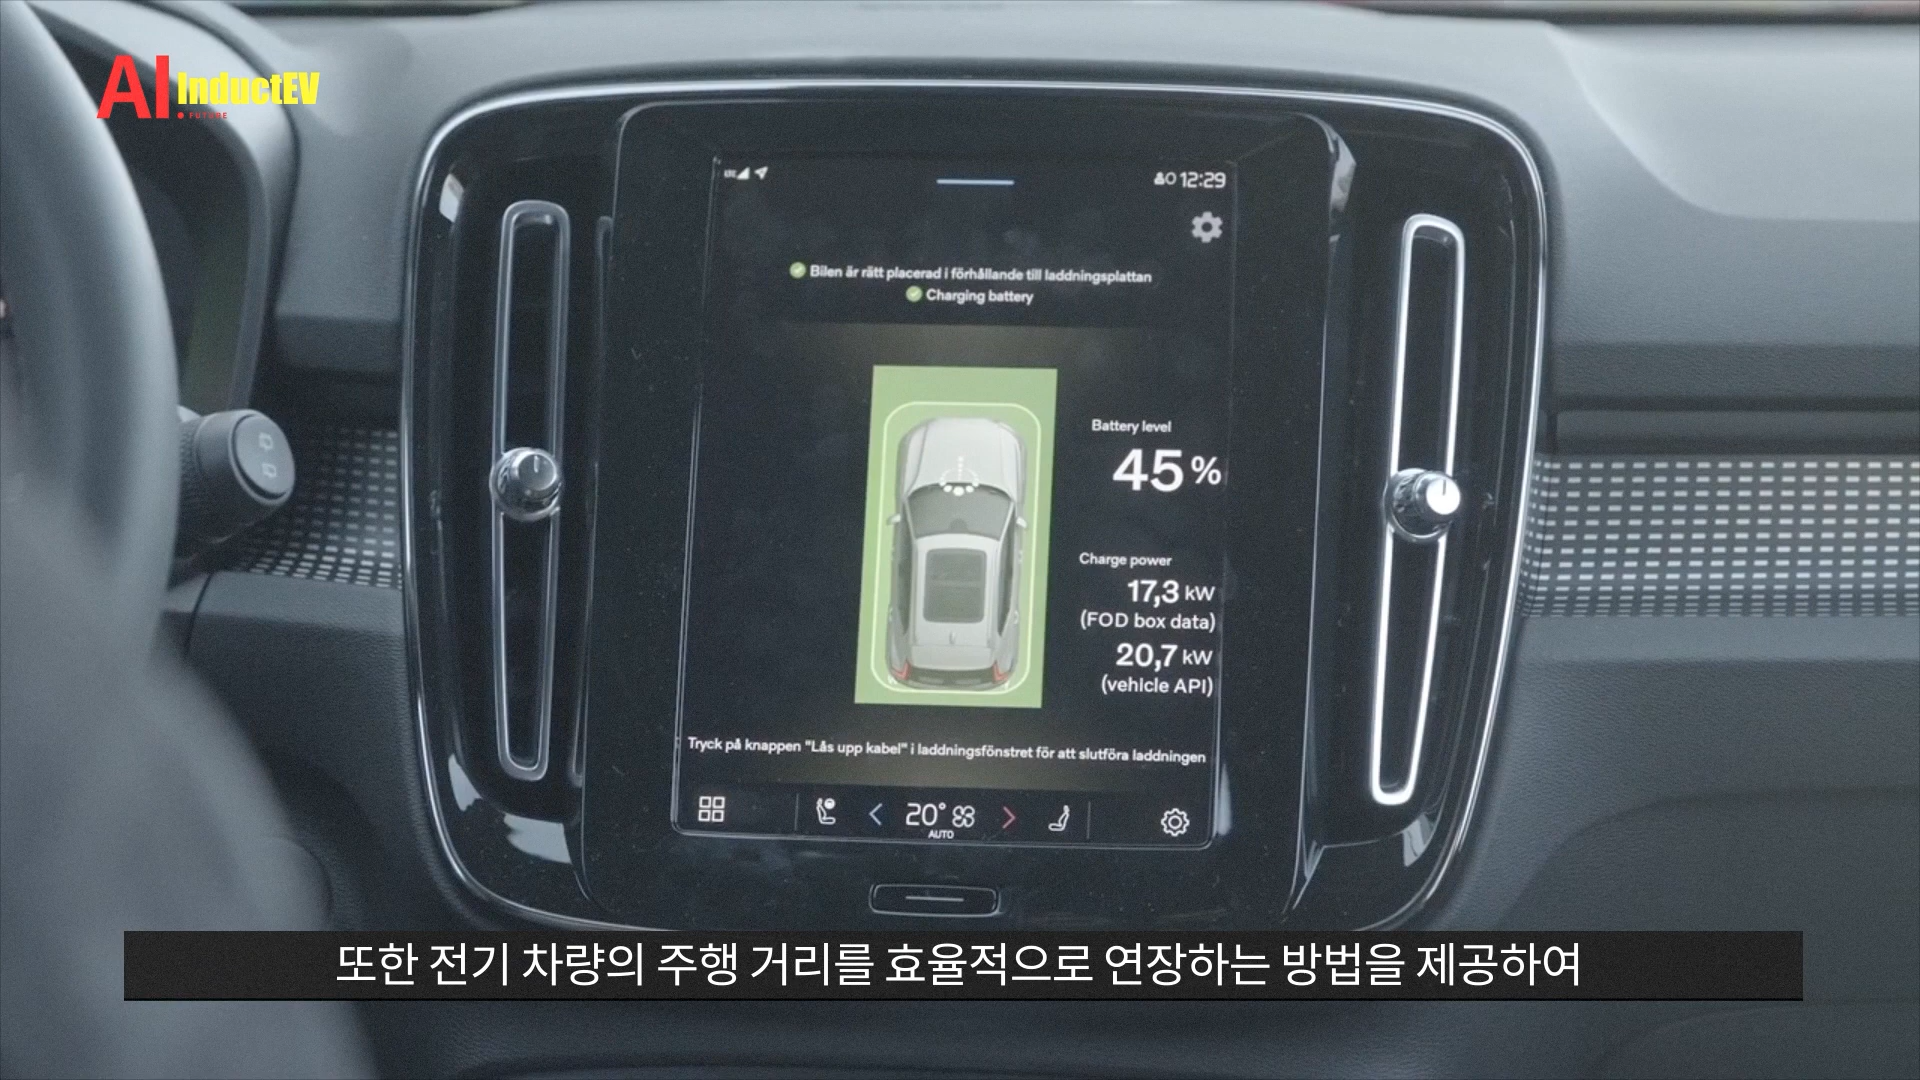 AI. InductEV
FUTURE
12:29
Bilen är rätt placerad i förhållande till laddningsplattan
Charging battery
Battery level
45 %
Charge power
17,3 kW
(FOD box data)
20,7 kW
(vehicle API)
Tryck på knappen "Lås upp kabel" i laddningsfönstret för att slutföra laddningen
20°
AUTO
또한 전기 차량의 주행 거리를 효율적으로 연장하는 방법을 제공하여